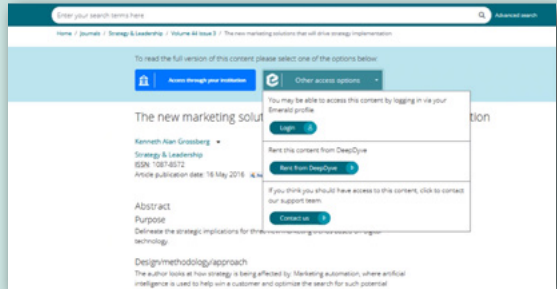 Enter your search terms here
Advanced search
Home / Journals / Strategy & Leadership / Volume 44 Issue 3 / The new marketing solutions that will drive strategy implementation
To read the full version of this content please select one of the options below:
Access through your institution
Other access options
You may be able to access this content by logging in via your
Emerald profile
Login
Rent this content from DeepDyve
Rent from DeepDyve
If you think you should have access to this content, click to contact
our support team.
Contact us
The new marketing solut tion
Kenneth Alan Grossberg
Strategy & Leadership
ISSN: 1087-8572
Article publication date: 16 May 2016
Abstract
Purpose
Delineate the strategic implications for thre
technology.
Design/methodology/approach
The author looks at how strategy is being affected by: Marketing automation, where artificial
intelligence is used to help win a customer and optimize the search for such potential